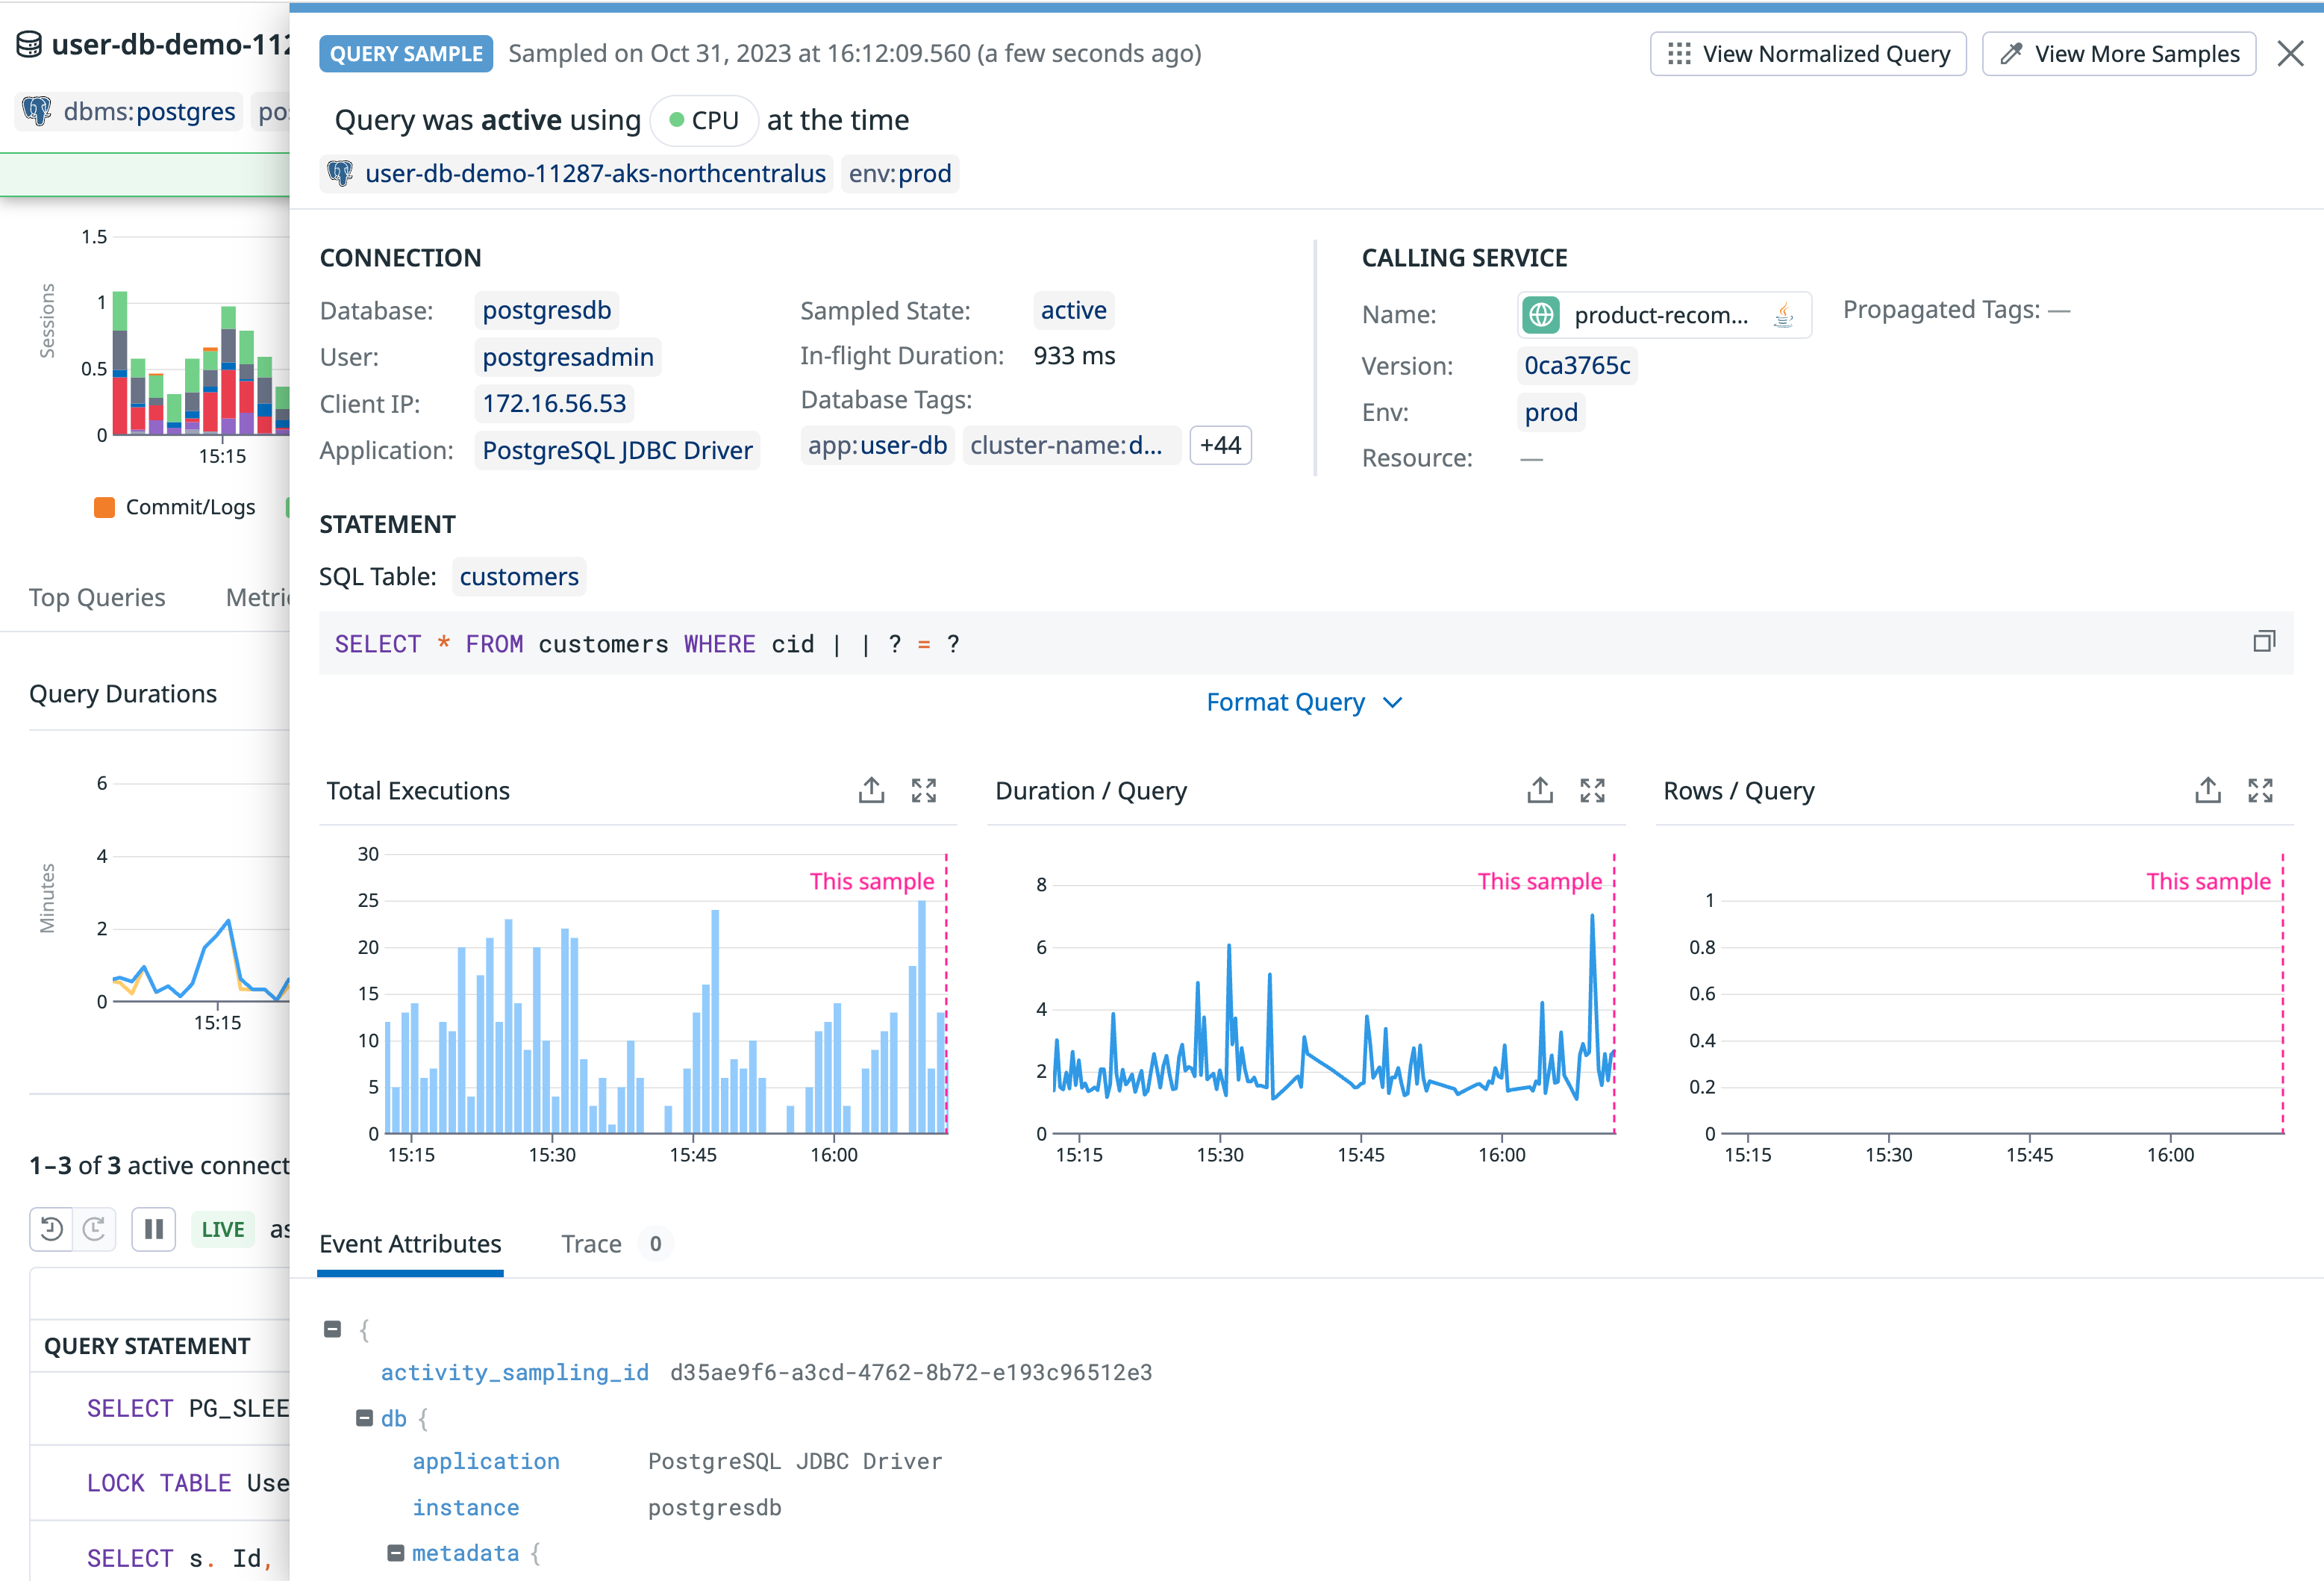 user-db-demo-112
dbms:postgres
1.5
1
0.5
0
Sessions
15:15
Commit/Logs
Top Queries
Query Durations
6
4
2
0
Minutes
15:15
1–3 of 3 active connect
LIVE as
QUERY STATEMENT
SELECT PG_SLEE
LOCK TABLE Use
SELECT s. Id,
QUERY SAMPLE Sampled on Oct 31, 2023 at 16:12:09.560 (a few seconds ago)
View Normalized Query
View More Samples
Query was active using CPU at the time
user-db-demo-11287-aks-northcentralus env:prod
CONNECTION
Database: postgresdb
User: postgresadmin
Client IP: 172.16.56.53
Application: PostgreSQL JDBC Driver
Sampled State: active
In-flight Duration: 933 ms
Database Tags:
app:user-db cluster-name:d... +44
CALLING SERVICE
Name: product-recom...
Version: 0ca3765c
Env: prod
Resource: —
Propagated Tags: —
STATEMENT
SQL Table: customers
SELECT * FROM customers WHERE cid | | ? = ?
Format Query
Total Executions
This sample
30
25
20
15
10
5
0
15:15 15:30 15:45 16:00
Duration / Query
This sample
8
6
4
2
0
15:15 15:30 15:45 16:00
Rows / Query
This sample
1
0.8
0.6
0.4
0.2
0
15:15 15:30 15:45 16:00
Event Attributes
Trace 0
{
activity_sampling_id d35ae9f6-a3cd-4762-8b72-e193c96512e3
db {
application PostgreSQL JDBC Driver
instance postgresdb
metadata {